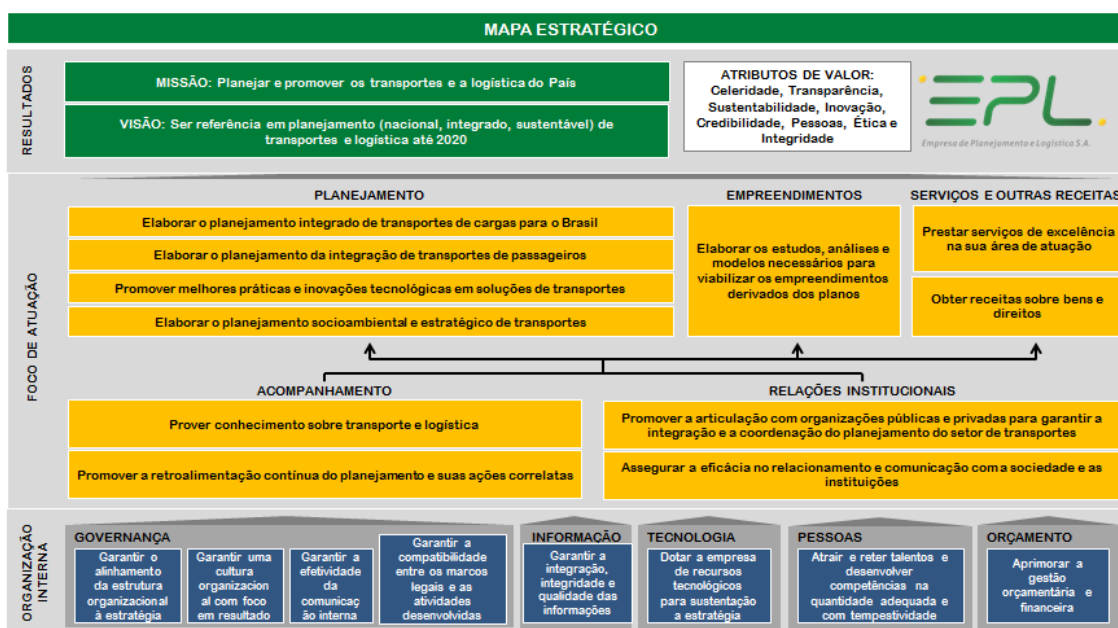 MAPA ESTRATÉGICO
RESULTADOS
MISSÃO: Planejar e promover os transportes e a logística do País
VISÃO: Ser referência em planejamento (nacional, integrado, sustentável) de
transportes e logística até 2020
ATRIBUTOS DE VALOR:
Celeridade, Transparência,
Sustentabilidade, Inovação,
Credibilidade, Pessoas, Ética e
Integridade
EPL
Empresa de Planejamento e Logística S.A.
FOCO DE ATUAÇÃO
PLANEJAMENTO
Elaborar o planejamento integrado de transportes de cargas para o Brasil
Elaborar o planejamento da integração de transportes de passageiros
Promover melhores práticas e inovações tecnológicas em soluções de transportes
Elaborar o planejamento socioambiental e estratégico de transportes
EMPREENDIMENTOS
Elaborar os estudos, análises e
modelos necessários para
viabilizar os empreendimentos
derivados dos planos
SERVIÇOS E OUTRAS RECEITAS
Prestar serviços de excelência
na sua área de atuação
Obter receitas sobre bens e
direitos
ACOMPANHAMENTO
Prover conhecimento sobre transporte e logística
Promover a retroalimentação contínua do planejamento e suas ações correlatas
RELAÇÕES INSTITUCIONAIS
Promover a articulação com organizações públicas e privadas para garantir a
integração e a coordenação do planejamento do setor de transportes
Assegurar a eficácia no relacionamento e comunicação com a sociedade e as
instituições
ORGANIZAÇÃO
INTERNA
GOVERNANÇA
Garantir o
alinhamento
da estrutura
organizacional
à estratégia
Garantir uma
cultura
organizacion
al com foco
em resultado
Garantir a
efetividade
da
comunicaç
ão interna
Garantir a
compatibilidade
entre os marcos
legais e as
atividades
desenvolvidas
INFORMAÇÃO
Garantir a
integração,
integridade e
qualidade das
informações
TECNOLOGIA
Dotar a empresa
de recursos
tecnológicos
para sustentação
a estratégia
PESSOAS
Atrair e reter talentos e
desenvolver
competências na
quantidade adequada e
com tempestividade
ORÇAMENTO
Aprimorar a
gestão
orçamentária e
financeira